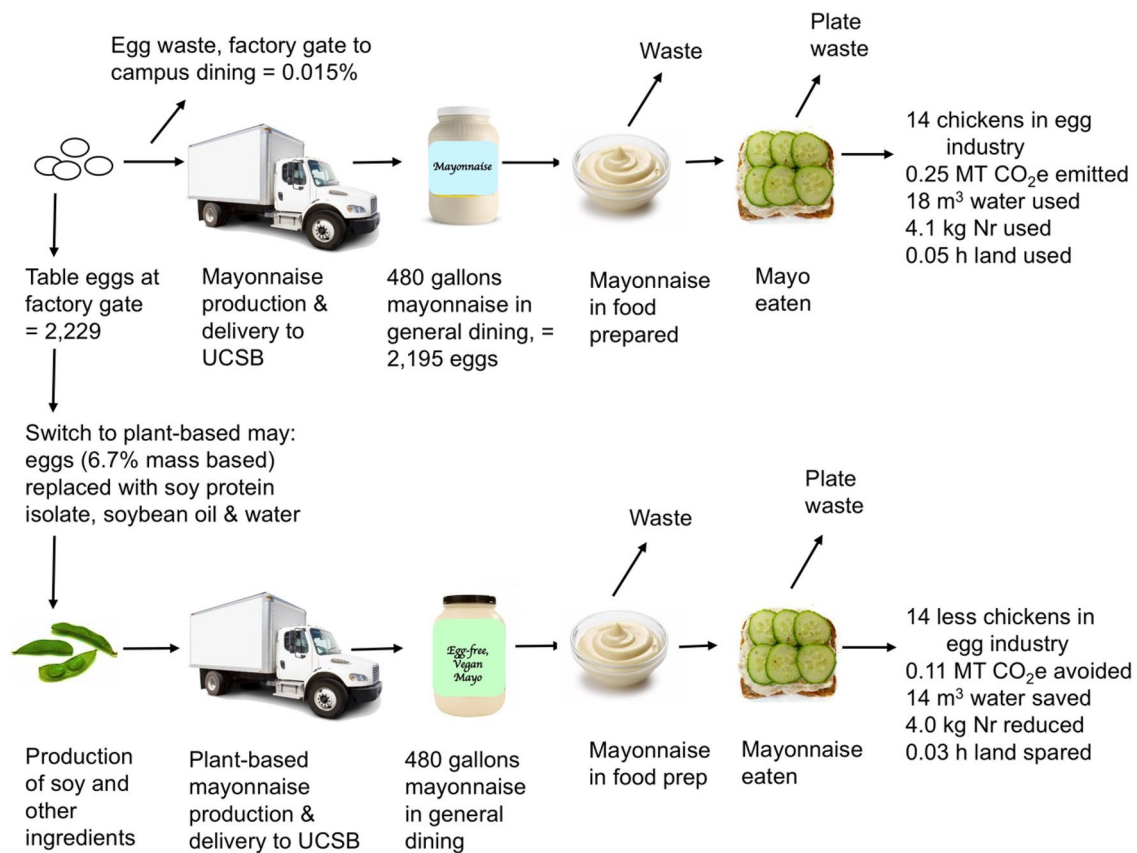 Egg waste, factory gate to
campus dining = 0.015%
Waste
Plate
waste
Mayonnaise
14 chickens in egg
industry
0.25 MT CO₂e emitted
18 m³ water used
4.1 kg Nr used
0.05 h land used
Table eggs at
factory gate
= 2,229
Mayonnaise
production &
delivery to
UCSB
480 gallons
mayonnaise in
general dining, =
2,195 eggs
Mayonnaise
in food
prepared
Mayo
eaten
Switch to plant-based may:
eggs (6.7% mass based)
replaced with soy protein
isolate, soybean oil & water
Waste
Plate
waste
Egg-free,
Vegan
Mayo
14 less chickens in
egg industry
0.11 MT CO₂e avoided
14 m³ water saved
4.0 kg Nr reduced
0.03 h land spared
Production
of soy and
other
ingredients
Plant-based
mayonnaise
production &
delivery to UCSB
480 gallons
mayonnaise
in general
dining
Mayonnaise
in food prep
Mayonnaise
eaten